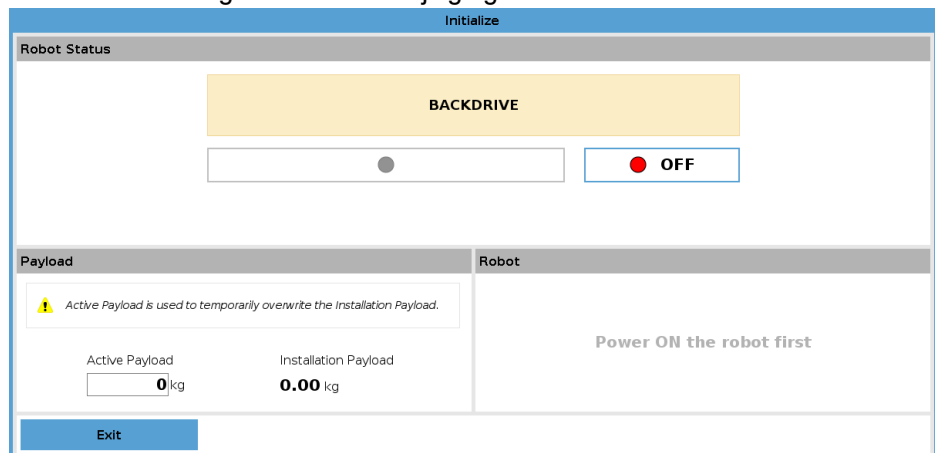 Initialize
Robot Status
BACKDRIVE
OFF
Payload
Active Payload is used to temporarily overwrite the Installation Payload.
Active Payload
Installation Payload
0 kg
0.00 kg
Robot
Power ON the robot first
Exit